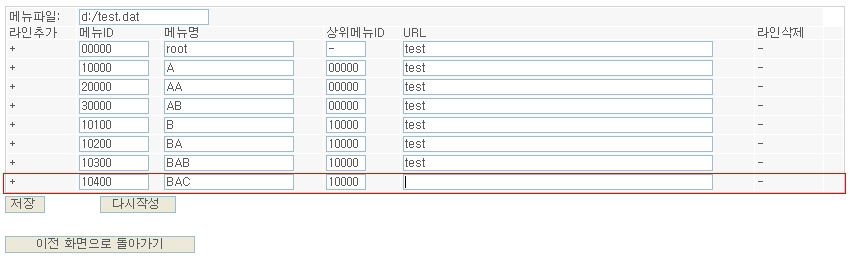 메뉴파일: d:/test.dat
라인추가 메뉴ID 메뉴명 상위메뉴ID URL 라인삭제
+ 00000 root - test -
+ 10000 A 00000 test -
+ 20000 AA 00000 test -
+ 30000 AB 00000 test -
+ 10100 B 10000 test -
+ 10200 BA 10000 test -
+ 10300 BAB 10000 test -
+ 10400 BAC 10000 -
저장 다시작성
이전 화면으로 돌아가기